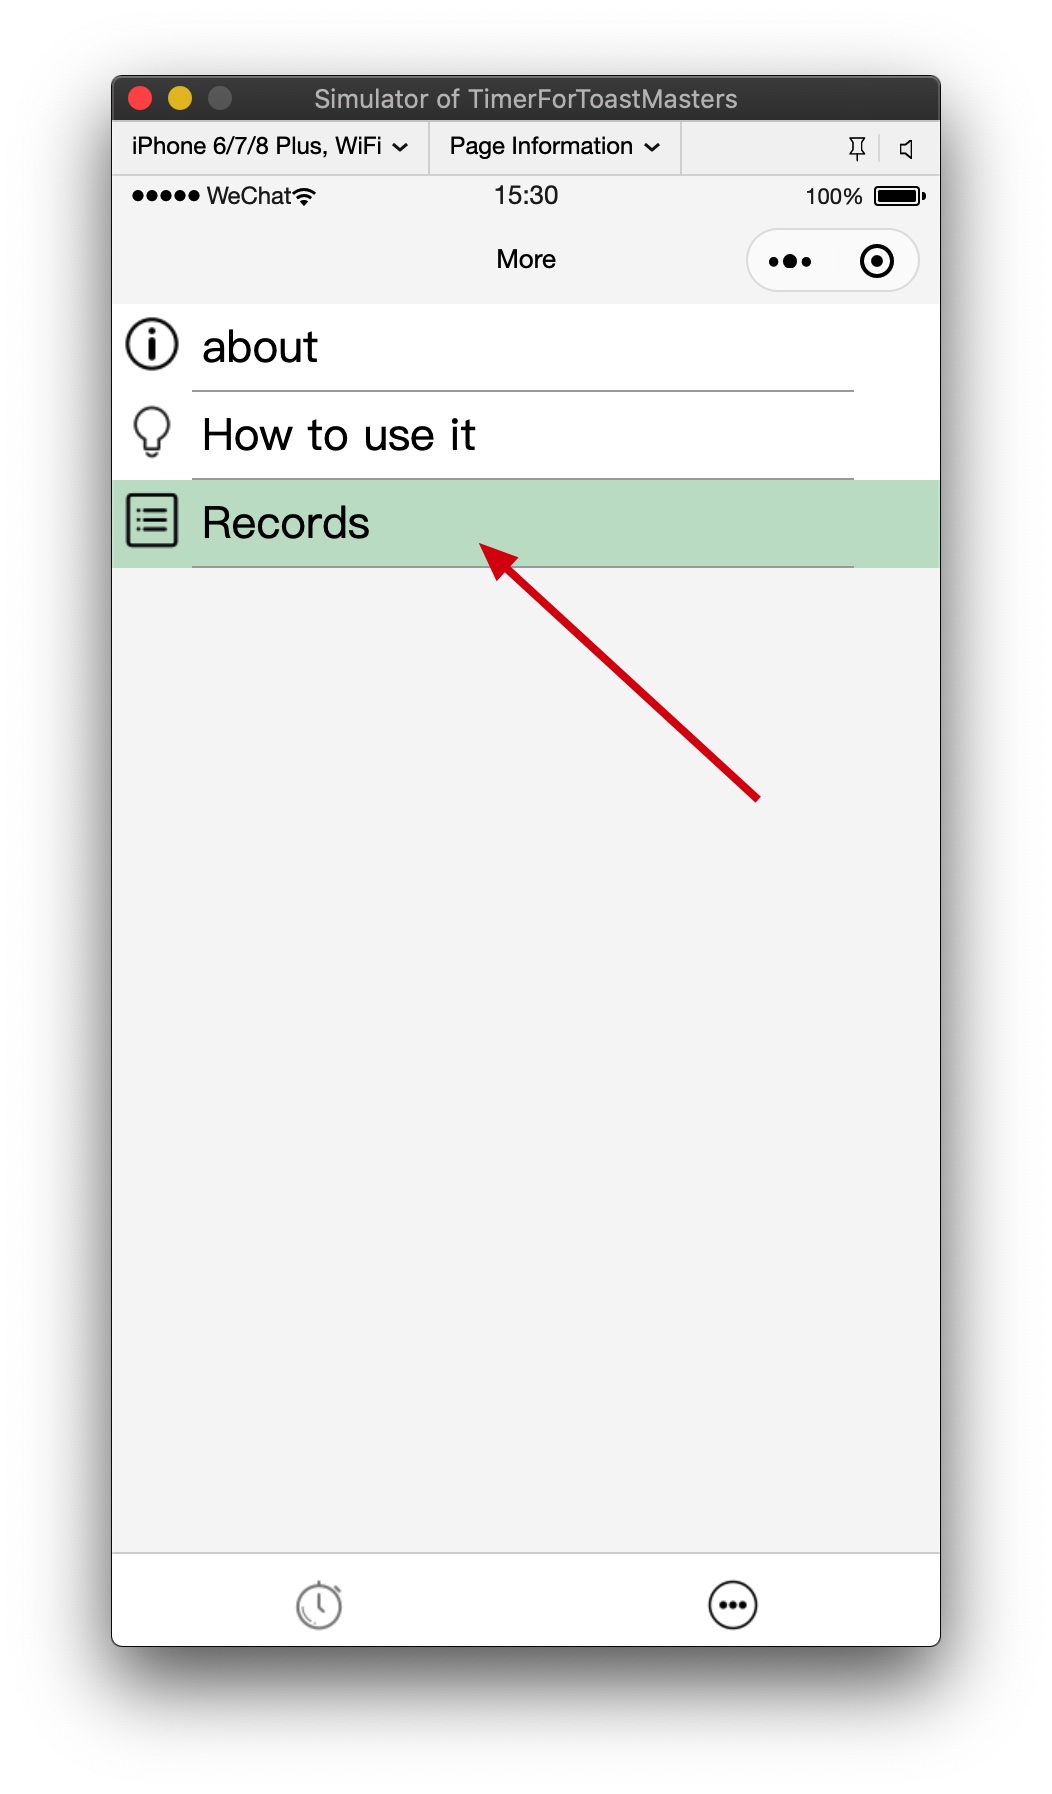 Simulator of TimerForToastMasters
iPhone 6/7/8 Plus, WiFi Page Information
WeChat 15:30 100%
More
about
How to use it
Records